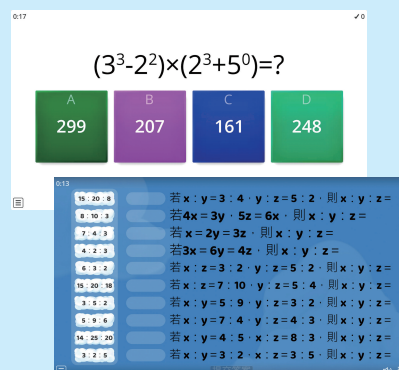 0:17
✓0
(3³-2²)×(2³+5⁰)=?
A
B
C
D
299
207
161
248
0:13
15 : 20 : 8
若x：y＝3：4，y：z＝5：2，則x：y：z＝
8 : 10 : 3
若4x＝3y，5z＝6x，則x：y：z＝
7 : 4 : 3
若x＝2y＝3z，則x：y：z＝
4 : 2 : 3
若3x＝6y＝4z，則x：y：z＝
6 : 3 : 2
若x：z＝3：2，y：z＝5：2，則x：y：z＝
15 : 20 : 18
若x：z＝7：10，y：z＝5：4，則x：y：z＝
3 : 5 : 2
若x：y＝5：9，y：z＝3：2，則x：y：z＝
5 : 9 : 6
若x：y＝7：4，y：z＝4：3，則x：y：z＝
14 : 25 : 20
若x：y＝4：5，x：z＝8：3，則x：y：z＝
3 : 2 : 5
若x：y＝3：2，x：z＝3：5，則x：y：z＝